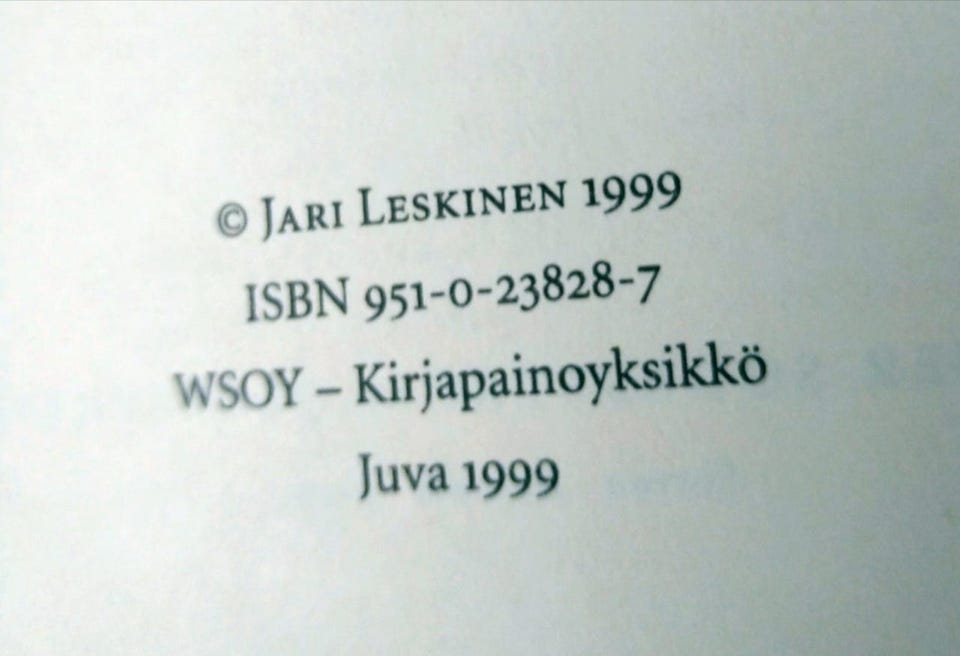 © Jari Leskinen 1999
ISBN 951-0-23828-7
WSOY – Kirjapainoyksikkö
Juva 1999